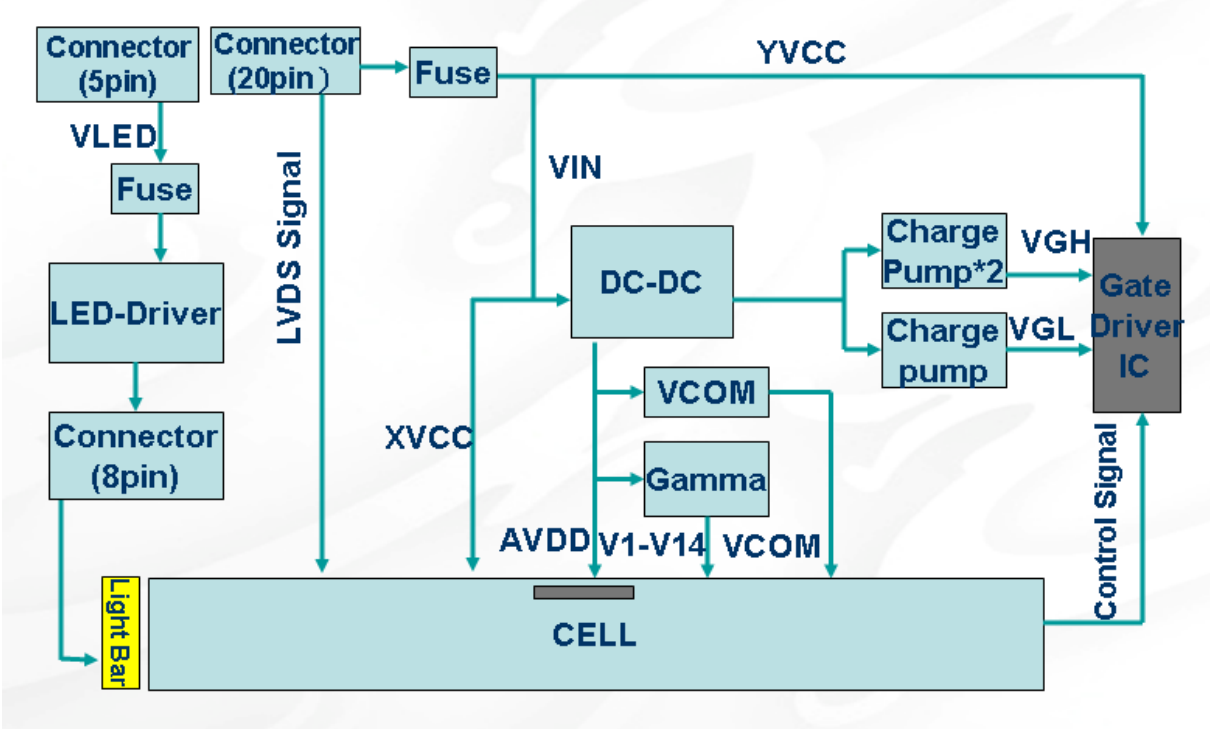 Connector
(5pin)
Connector
(20pin）
Fuse
YVCC
VLED
Fuse
LVDS Signal
VIN
LED-Driver
DC-DC
Charge
Pump*2
VGH
Charge
pump
VGL
Gate
Driver
IC
Connector
(8pin)
XVCC
VCOM
Gamma
AVDD
V1-V14
VCOM
Control Signal
Light Bar
CELL